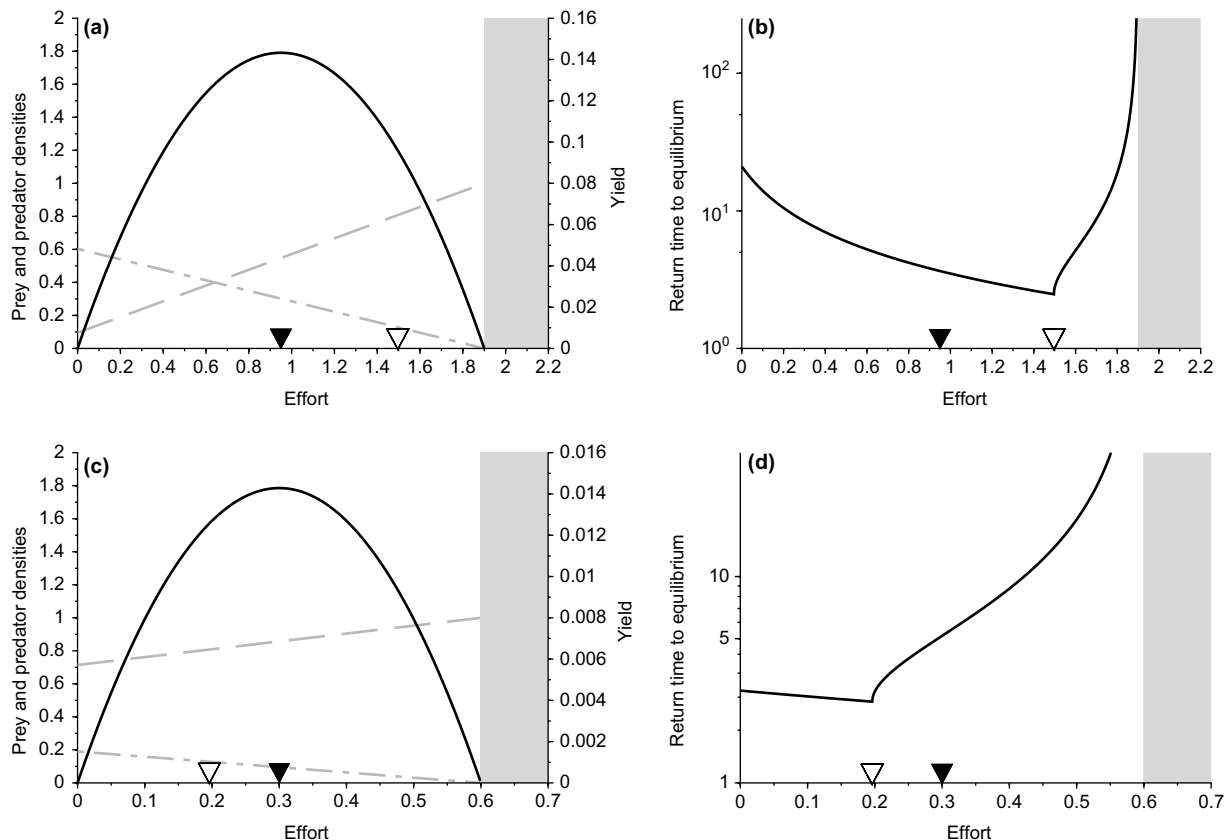 (a)
Prey and predator densities
2
1.8
1.6
1.4
1.2
1
0.8
0.6
0.4
0.2
0
0.16
0.14
0.12
0.1
0.08
0.06
0.04
0.02
0
Yield
0 0.2 0.4 0.6 0.8 1 1.2 1.4 1.6 1.8 2 2.2
Effort
(b)
Return time to equilibrium
10²
10¹
10⁰
0 0.2 0.4 0.6 0.8 1 1.2 1.4 1.6 1.8 2 2.2
Effort
(c)
Prey and predator densities
2
1.8
1.6
1.4
1.2
1
0.8
0.6
0.4
0.2
0
0.016
0.014
0.012
0.010
0.008
0.006
0.004
0.002
0
Yield
0 0.1 0.2 0.3 0.4 0.5 0.6 0.7
Effort
(d)
Return time to equilibrium
10
5
1
0 0.1 0.2 0.3 0.4 0.5 0.6 0.7
Effort